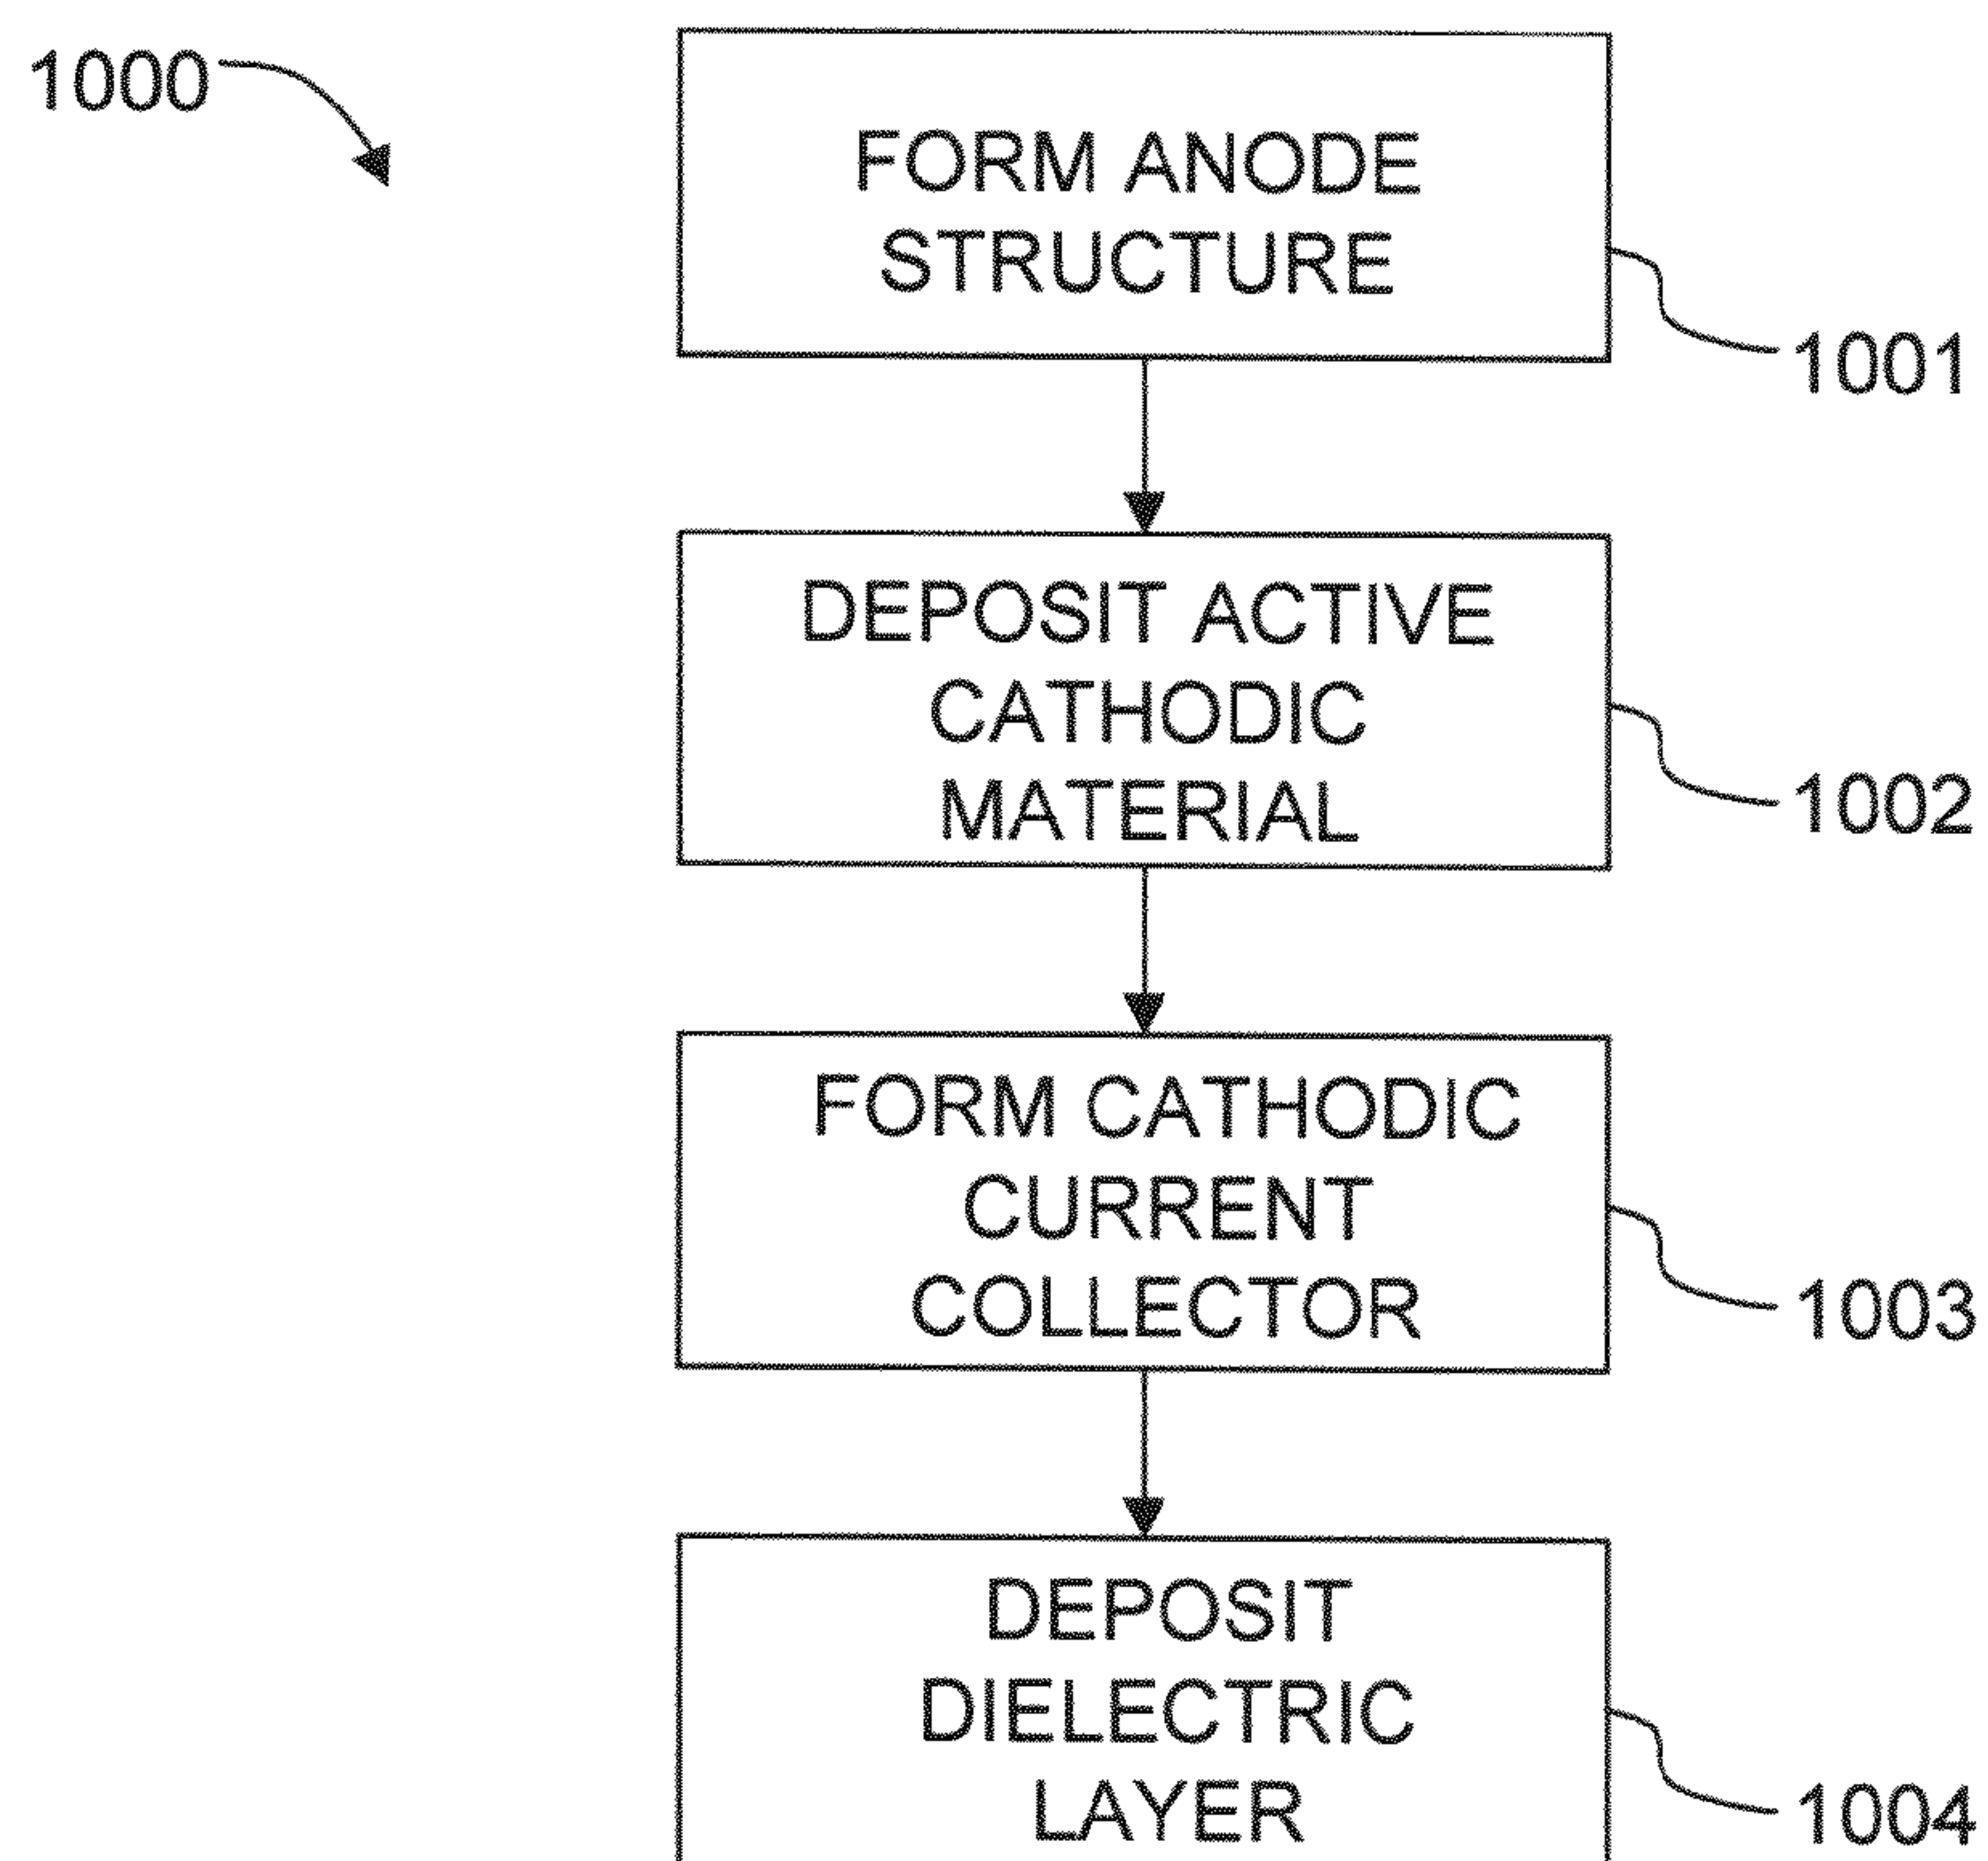 1000
FORM ANODE
STRUCTURE
1001
DEPOSIT ACTIVE
CATHODIC
MATERIAL
1002
FORM CATHODIC
CURRENT
COLLECTOR
1003
DEPOSIT
DIELECTRIC
LAYER
1004